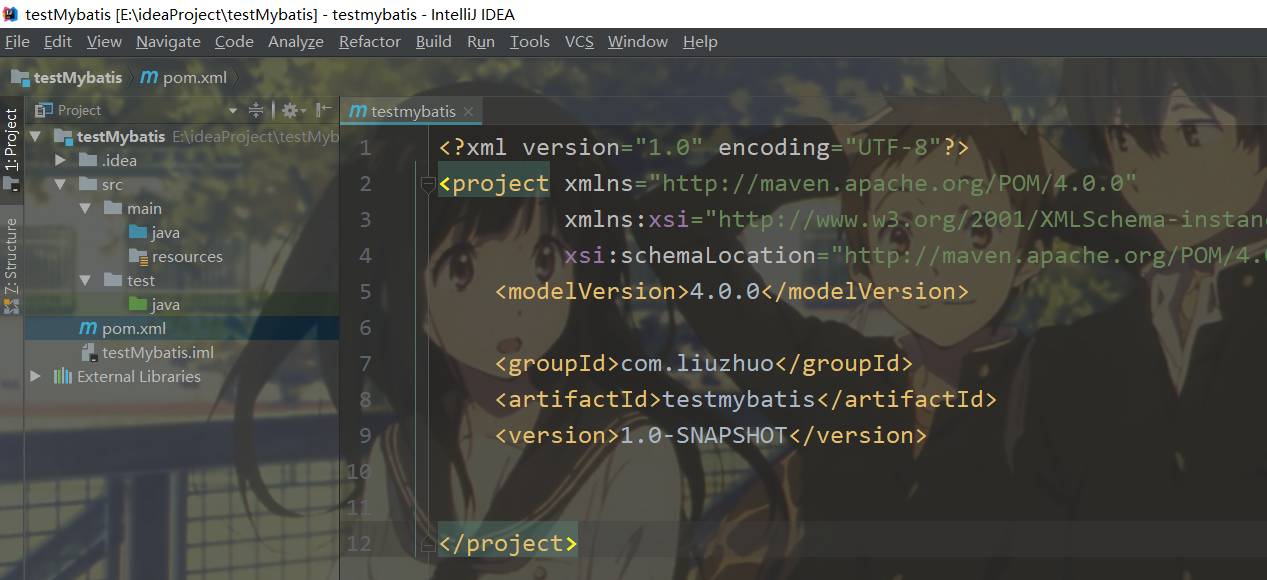 testMybatis [E:\ideaProject\testMybatis] - testmybatis - IntelliJ IDEA
File Edit View Navigate Code Analyze Refactor Build Run Tools VCS Window Help
testMybatis pom.xml
1: Project
Z: Structure
Project
testMybatis E:\ideaProject\testMyb
.idea
src
main
java
resources
test
java
pom.xml
testMybatis.iml
External Libraries
testmybatis
1 <?xml version="1.0" encoding="UTF-8"?>
2 <project xmlns="http://maven.apache.org/POM/4.0.0"
3 xmlns:xsi="http://www.w3.org/2001/XMLSchema-instan
4 xsi:schemaLocation="http://maven.apache.org/POM/4.
5 <modelVersion>4.0.0</modelVersion>
6
7 <groupId>com.liuzhuo</groupId>
8 <artifactId>testmybatis</artifactId>
9 <version>1.0-SNAPSHOT</version>
10
11
12 </project>